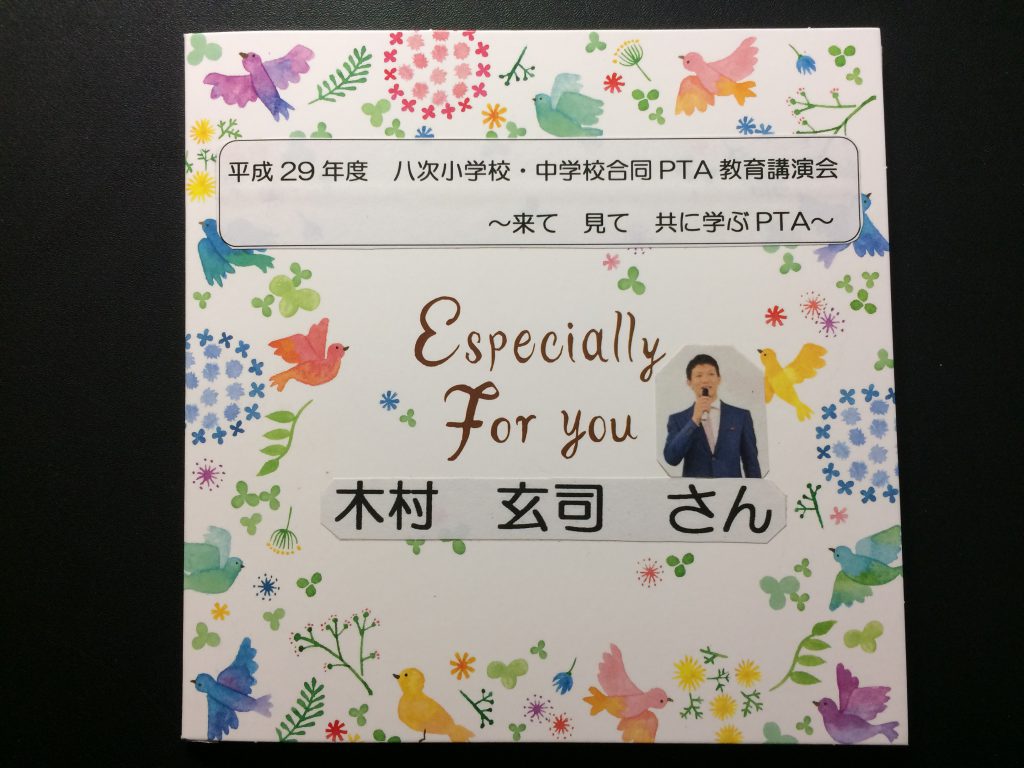 平成29年度　八次小学校・中学校合同PTA教育講演会
～来て　見て　共に学ぶPTA～
Especially
For you
木村　玄司　さん